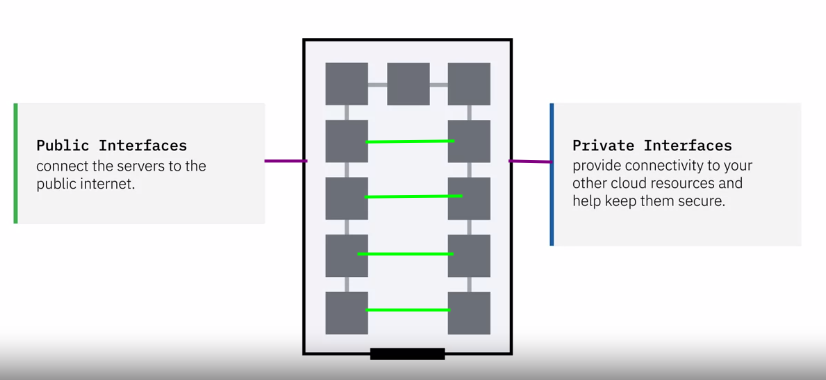 Public Interfaces
connect the servers to the
public internet.
Private Interfaces
provide connectivity to your
other cloud resources and
help keep them secure.